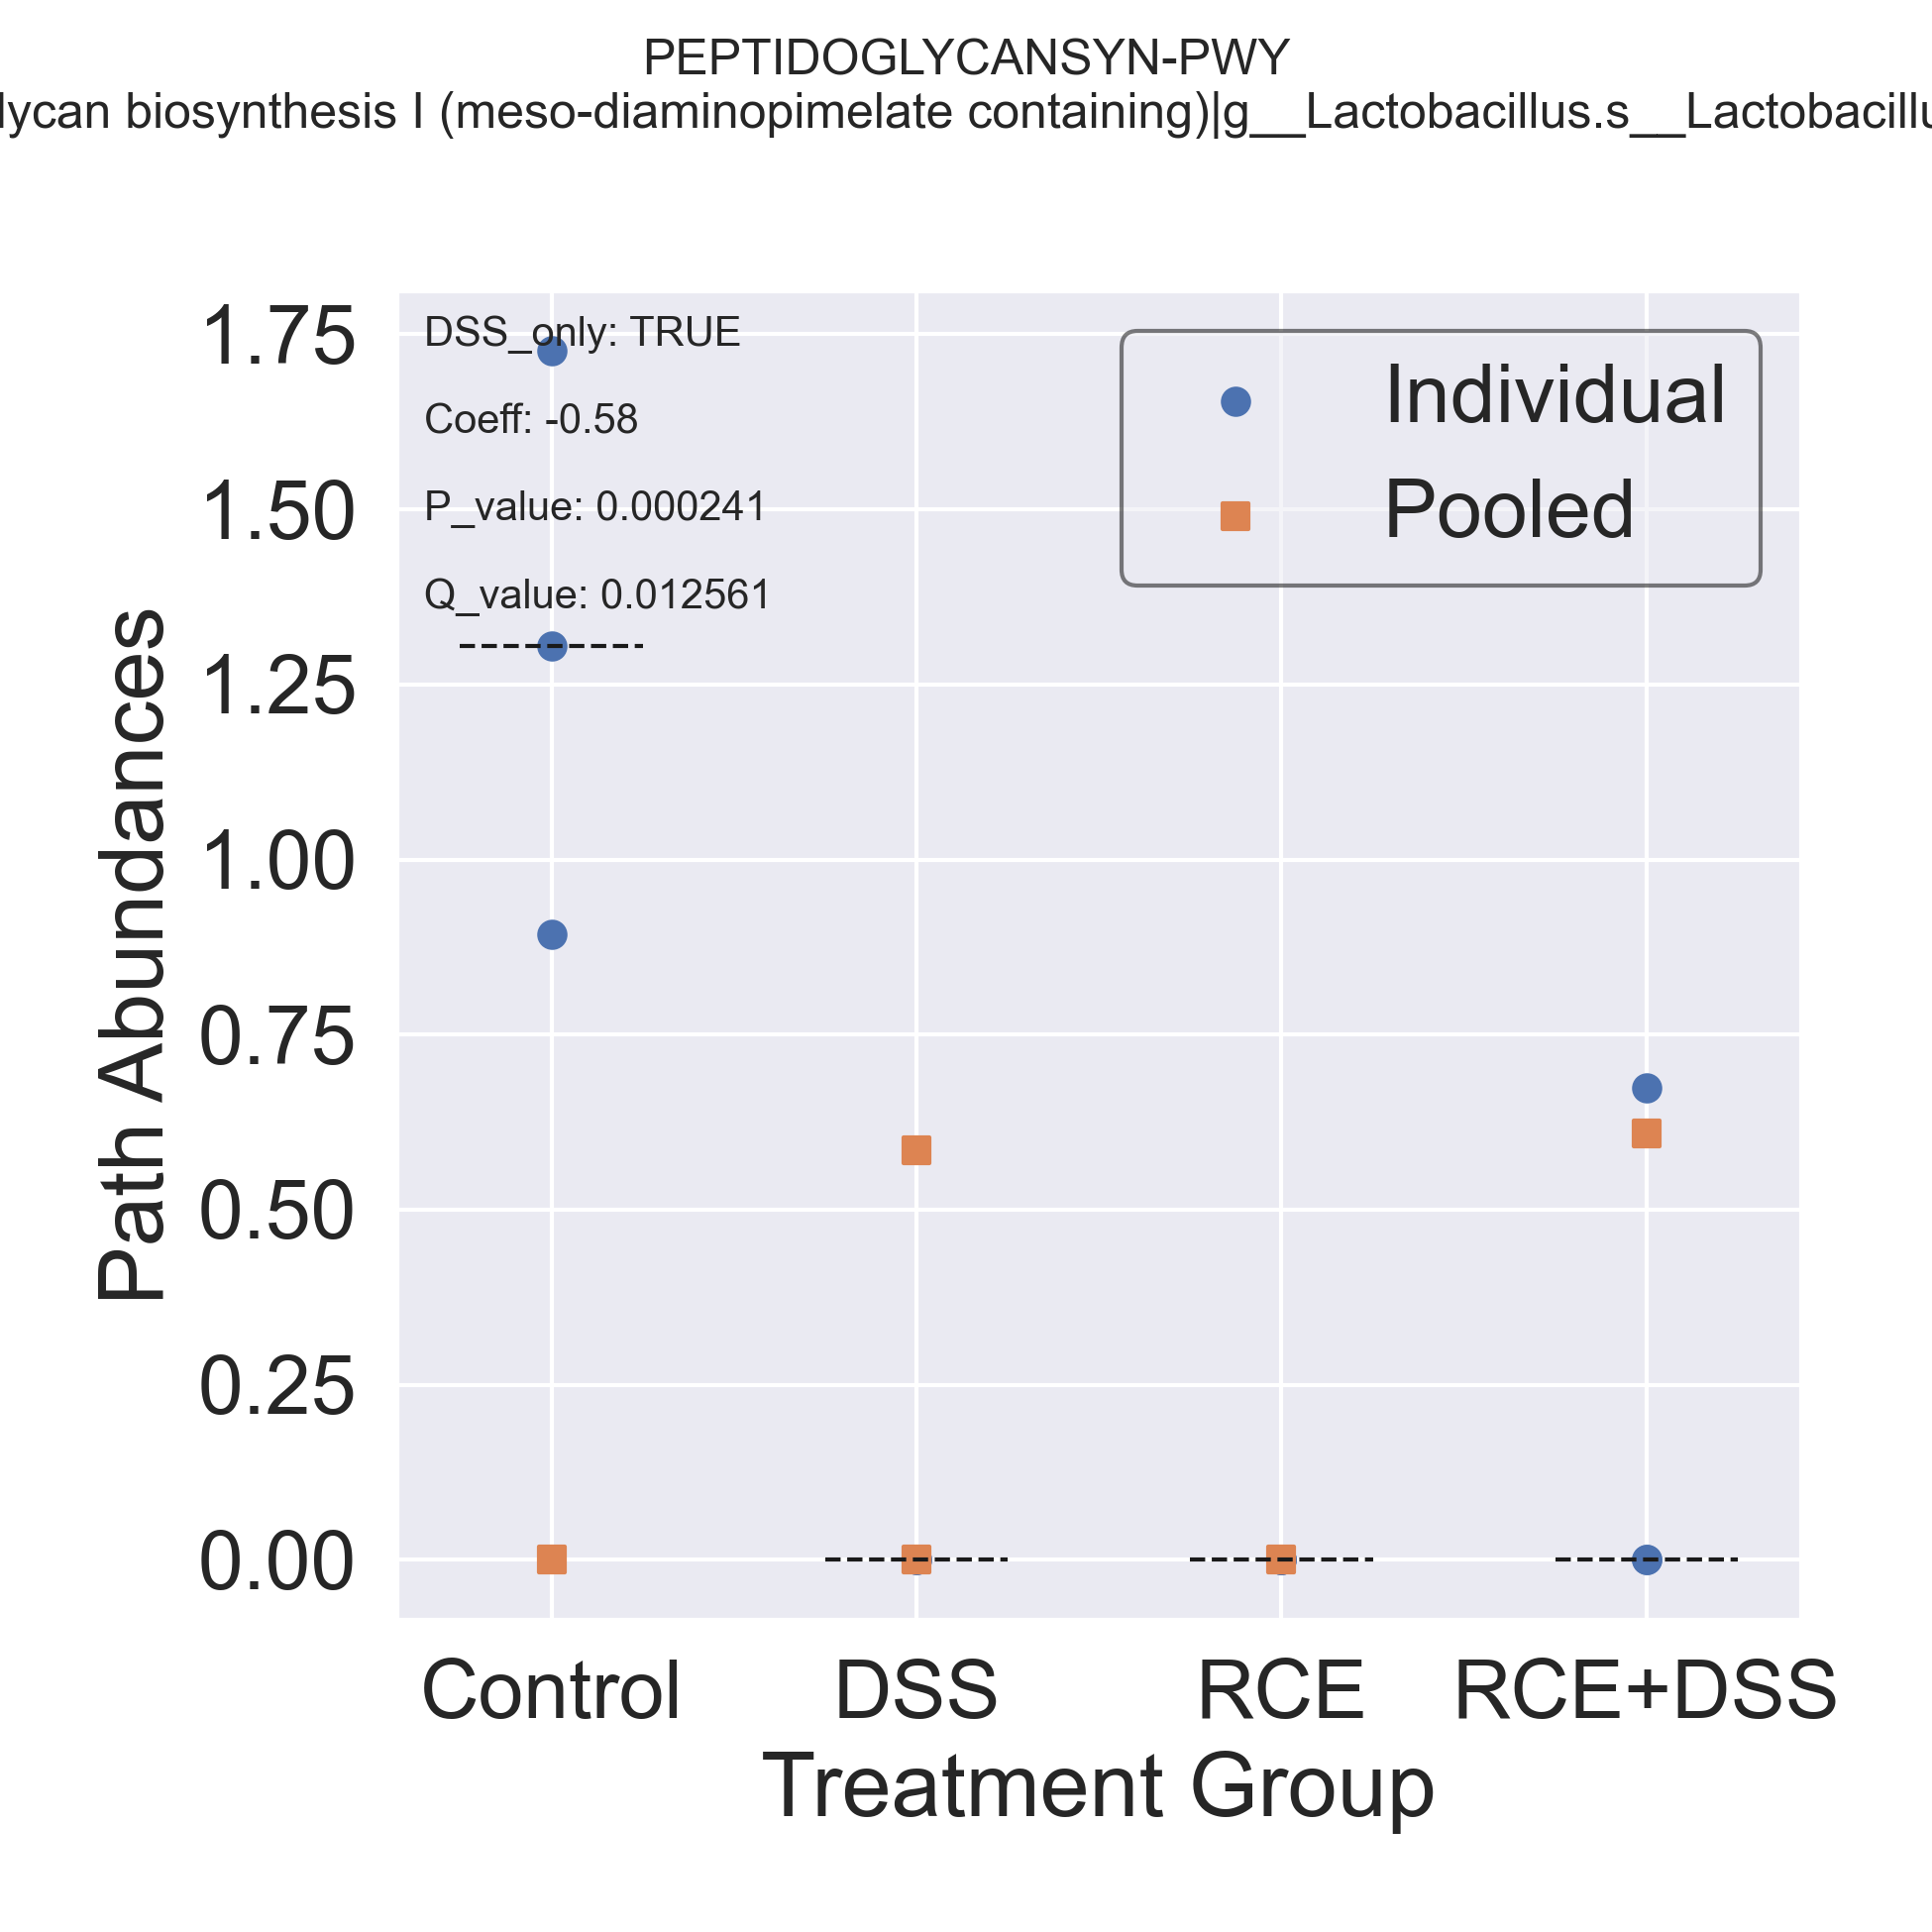 PEPTIDOGLYCANSYN-PWY
lycan biosynthesis I (meso-diaminopimelate containing)|g__Lactobacillus.s__Lactobacillu
1.75
1.50
1.25
1.00
0.75
0.50
0.25
0.00
Path Abundances
DSS_only: TRUE
Coeff: -0.58
P_value: 0.000241
Q_value: 0.012561
Individual
Pooled
Control
DSS
RCE
RCE+DSS
Treatment Group